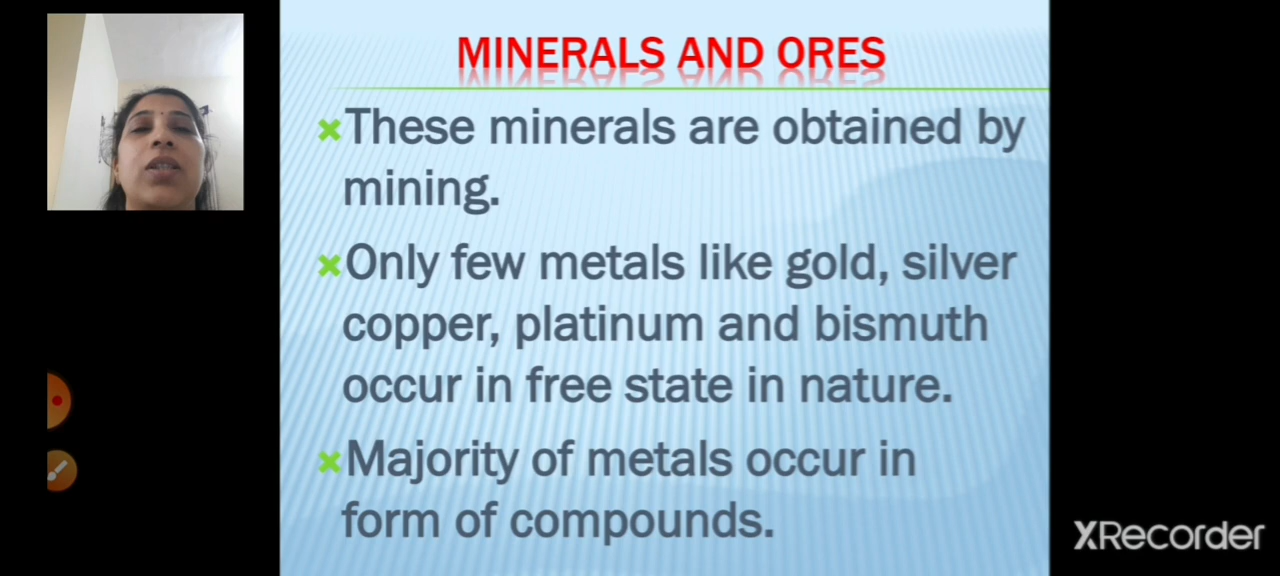 MINERALS AND ORES
These minerals are obtained by
mining.
Only few metals like gold, silver
copper, platinum and bismuth
occur in free state in nature.
Majority of metals occur in
form of compounds.
XRecorder